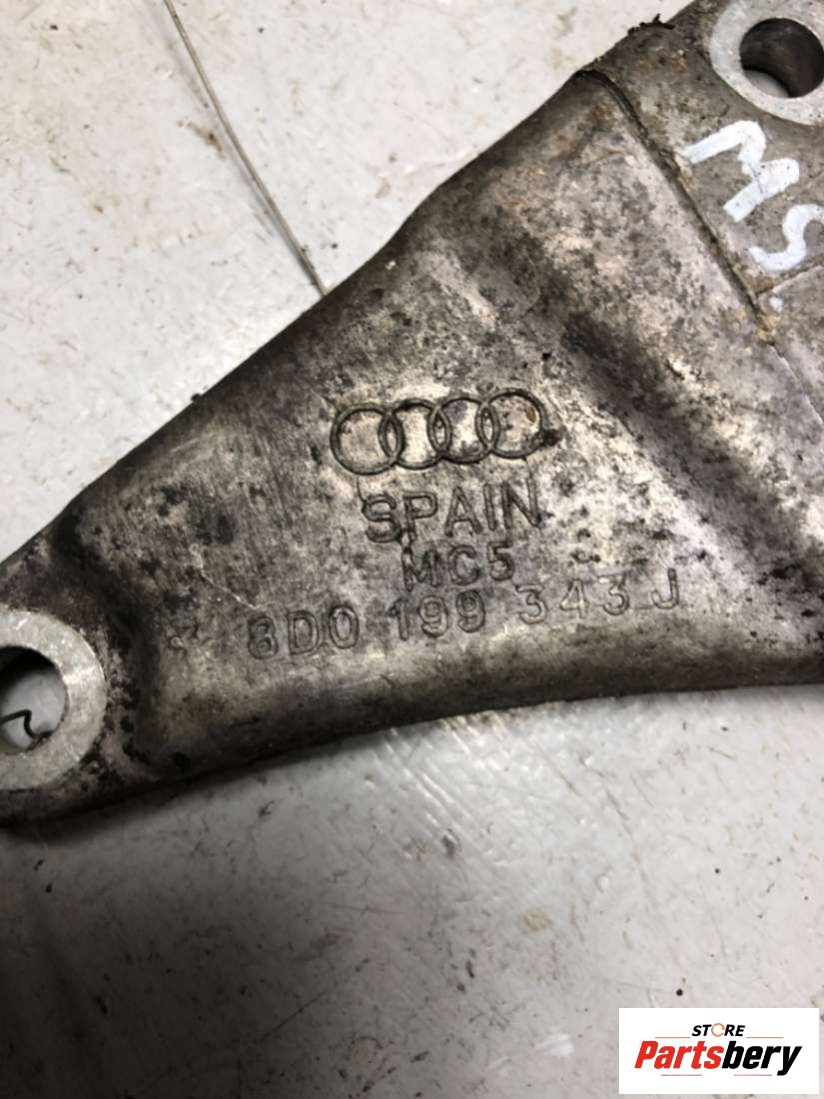 MS
SPAIN
MC5
8D0 199 343 J
STORE
Partsbery